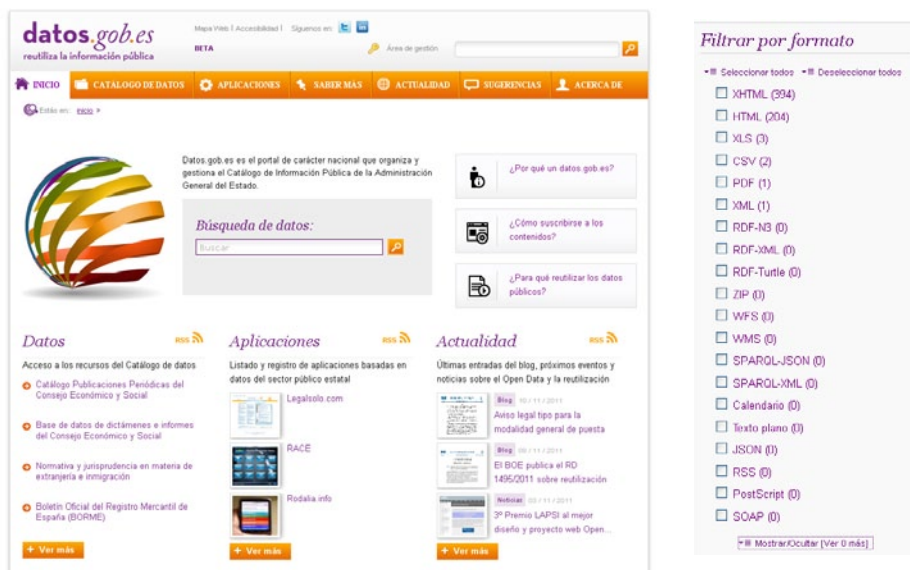 datos.gob.es
reutiliza la información pública
Mapa Web | Accesibilidad | Síguenos en:
BETA
Área de gestión
INICIO
CATÁLOGO DE DATOS
APLICACIONES
SABER MÁS
ACTUALIDAD
SUGERENCIAS
ACERCA DE
Estás en: Inicio >
Datos.gob.es es el portal de carácter nacional que organiza y
gestiona el Catálogo de Información Pública de la Administración
General del Estado.
Búsqueda de datos:
Buscar
¿Por qué un datos.gob.es?
¿Cómo suscribirse a los
contenidos?
¿Para qué reutilizar los datos
públicos?
Datos
RSS
Acceso a los recursos del Catálogo de datos
Catálogo Publicaciones Periódicas del
Consejo Económico y Social
Base de datos de dictámenes e informes
del Consejo Económico y Social
Normativa y jurisprudencia en materia de
extranjería e inmigración
Boletín Oficial del Registro Mercantil de
España (BORME)
+ Ver más
Aplicaciones
RSS
Listado y registro de aplicaciones basadas en
datos del sector público estatal
Legalsolo.com
RACE
Rodalia.info
+ Ver más
Actualidad
RSS
Últimas entradas del blog, próximos eventos y
noticias sobre el Open Data y la reutilización
Blog 10 / 11 / 2011
Aviso legal tipo para la
modalidad general de puesta
Blog 09 / 11 / 2011
El BOE publica el RD
1495/2011 sobre reutilización
Noticias 03 / 11 / 2011
3º Premio LAPSI al mejor
diseño y proyecto web Open...
+ Ver más
Filtrar por formato
Seleccionar todos
Deseleccionar todos
XHTML (394)
HTML (204)
XLS (3)
CSV (2)
PDF (1)
XML (1)
RDF-N3 (0)
RDF-XML (0)
RDF-Turtle (0)
ZIP (0)
WFS (0)
WMS (0)
SPARQL-JSON (0)
SPARQL-XML (0)
Calendario (0)
Texto plano (0)
JSON (0)
RSS (0)
PostScript (0)
SOAP (0)
Mostrar/Ocultar [Ver 0 más]